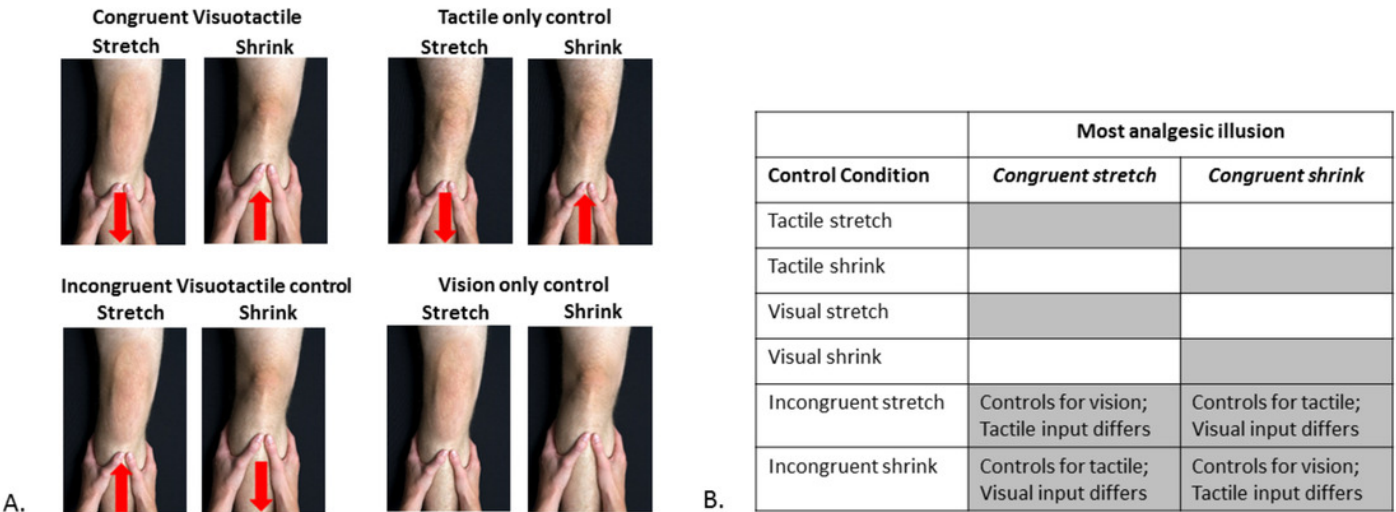 Congruent Visuotactile
Stretch Shrink
Tactile only control
Stretch Shrink
Incongruent Visuotactile control
Stretch Shrink
Vision only control
Stretch Shrink
A.
Most analgesic illusion
Control Condition Congruent stretch Congruent shrink
Tactile stretch
Tactile shrink
Visual stretch
Visual shrink
Incongruent stretch Controls for vision; Controls for tactile;
Tactile input differs Visual input differs
Incongruent shrink Controls for tactile; Controls for vision;
Visual input differs Tactile input differs
B.